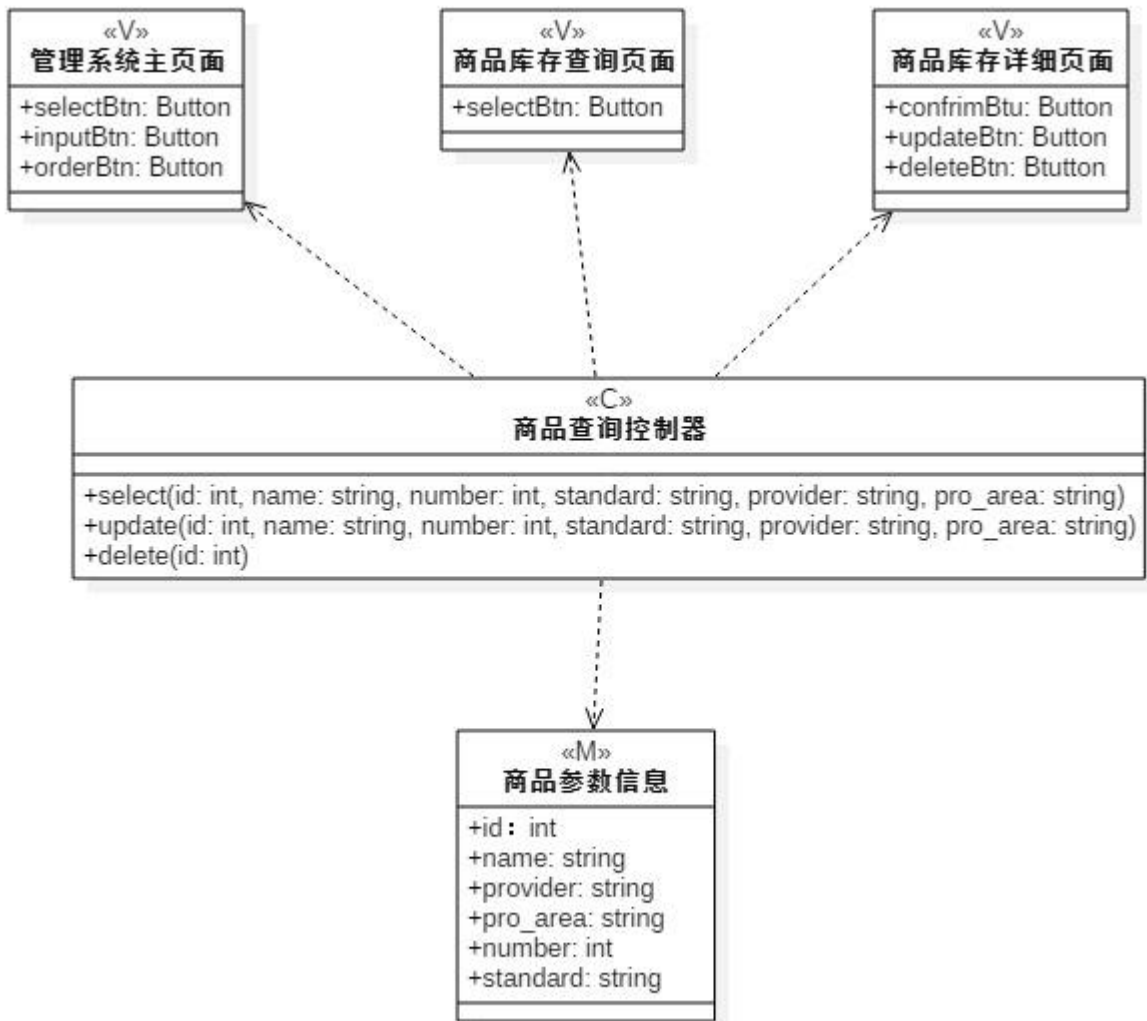 «V»
管理系统主页面
+selectBtn: Button
+inputBtn: Button
+orderBtn: Button
«V»
商品库存查询页面
+selectBtn: Button
«V»
商品库存详细页面
+confrimBtu: Button
+updateBtn: Button
+deleteBtn: Btutton
«C»
商品查询控制器
+select(id: int, name: string, number: int, standard: string, provider: string, pro_area: string)
+update(id: int, name: string, number: int, standard: string, provider: string, pro_area: string)
+delete(id: int)
«M»
商品参数信息
+id：int
+name: string
+provider: string
+pro_area: string
+number: int
+standard: string